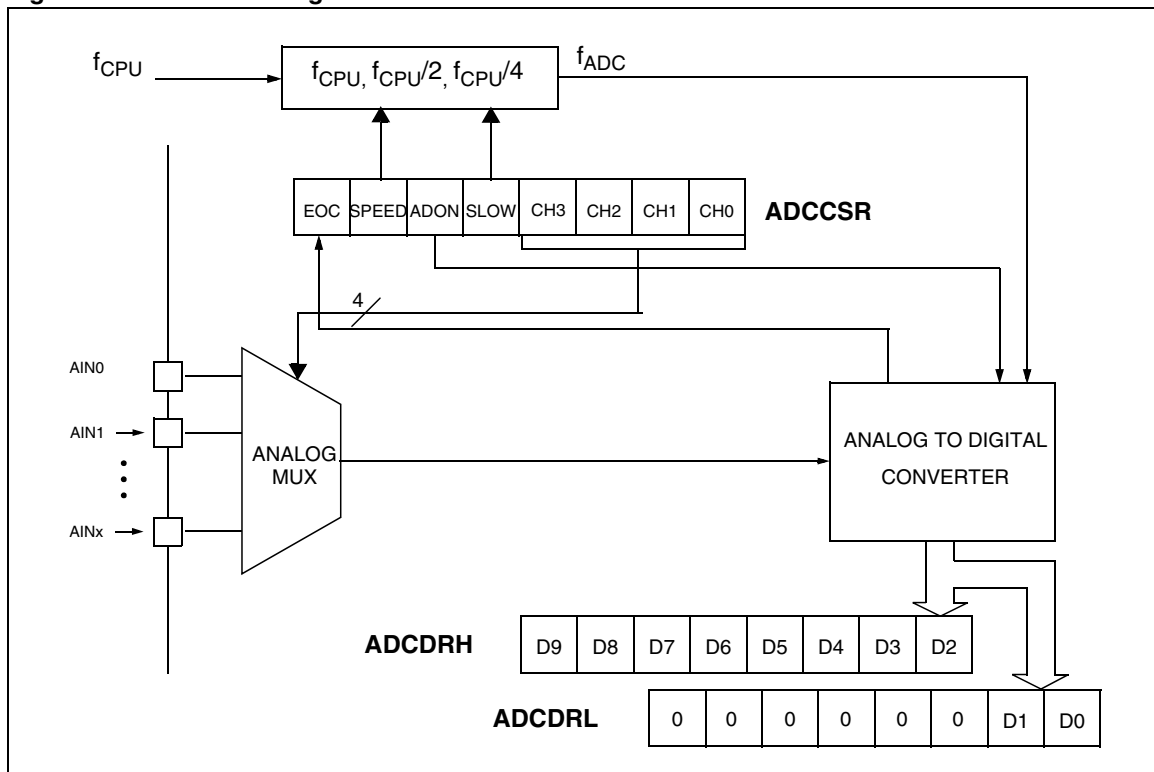 fCPU
fCPU, fCPU/2, fCPU/4
fADC
EOC SPEED ADON SLOW CH3 CH2 CH1 CH0 ADCCSR
4
AIN0
AIN1
AINx
ANALOG
MUX
ANALOG TO DIGITAL
CONVERTER
ADCDRH D9 D8 D7 D6 D5 D4 D3 D2
ADCDRL 0 0 0 0 0 0 D1 D0